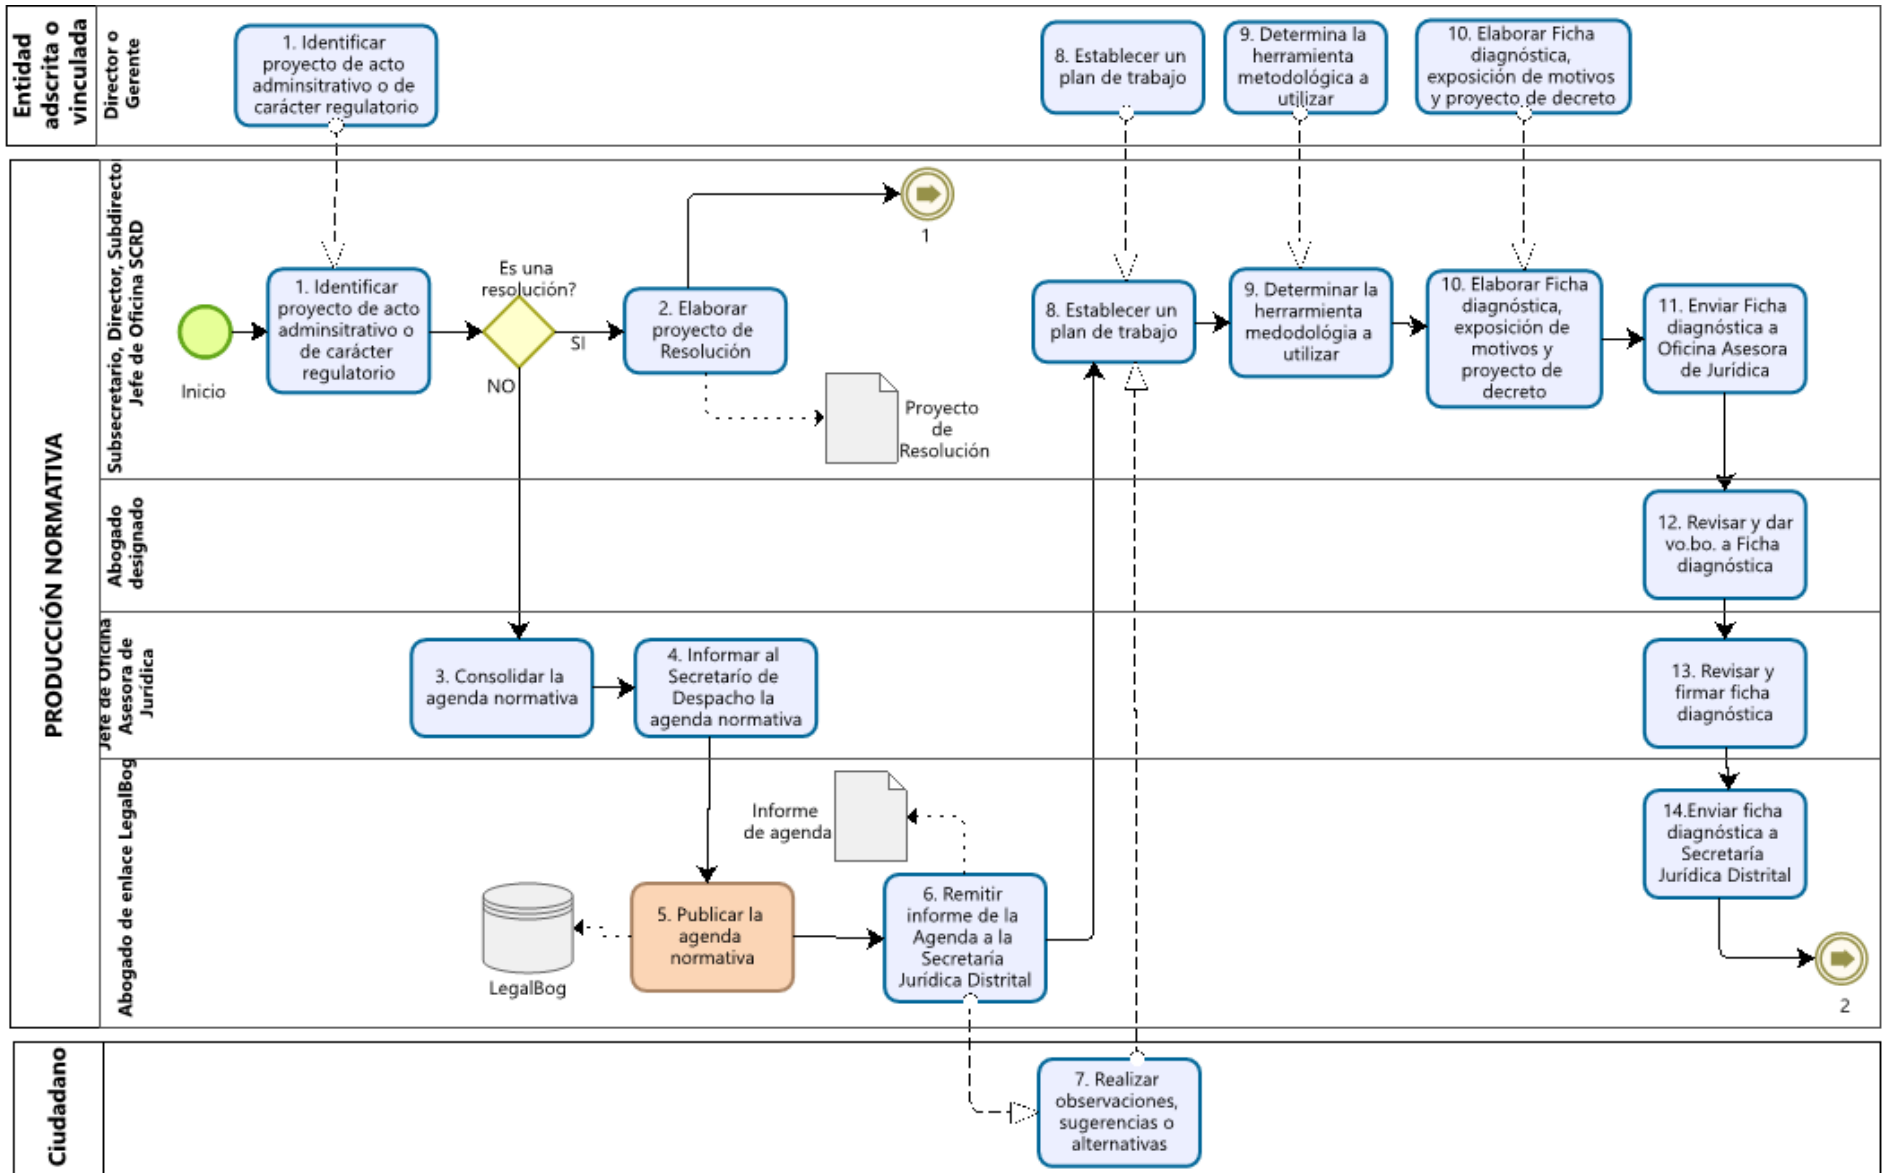 Entidad
adscrita o
vinculada
Director o
Gerente
1. Identificar
proyecto de acto
adminsitrativo o de
carácter regulatorio
8. Establecer un
plan de trabajo
9. Determina la
herramienta
metodológica a
utilizar
10. Elaborar Ficha
diagnóstica,
exposición de motivos
y proyecto de decreto
PRODUCCIÓN NORMATIVA
Subsecretario, Director, Subdirecto
Jefe de Oficina SCRD
Inicio
1. Identificar
proyecto de acto
adminsitrativo o
de carácter
regulatorio
Es una
resolución?
SI
NO
2. Elaborar
proyecto de
Resolución
1
Proyecto
de
Resolución
8. Establecer un
plan de trabajo
9. Determinar la
herrarmienta
medodológia a
utilizar
10. Elaborar Ficha
diagnóstica,
exposición de
motivos y
proyecto de
decreto
11. Enviar Ficha
diagnóstica a
Oficina Asesora
de Jurídica
Abogado
designado
12. Revisar y dar
vo.bo. a Ficha
diagnóstica
Jefe de Oficina
Asesora de
Jurídica
3. Consolidar la
agenda normativa
4. Informar al
Secretarío de
Despacho la
agenda normativa
13. Revisar y
firmar ficha
diagnóstica
Abogado de enlace LegalBog
Informe
de agenda
LegalBog
5. Publicar la
agenda
normativa
6. Remitir
informe de la
Agenda a la
Secretaría
Jurídica Distrital
14.Enviar ficha
diagnóstica a
Secretaría
Jurídica Distrital
2
Ciudadano
7. Realizar
observaciones,
sugerencias o
alternativas